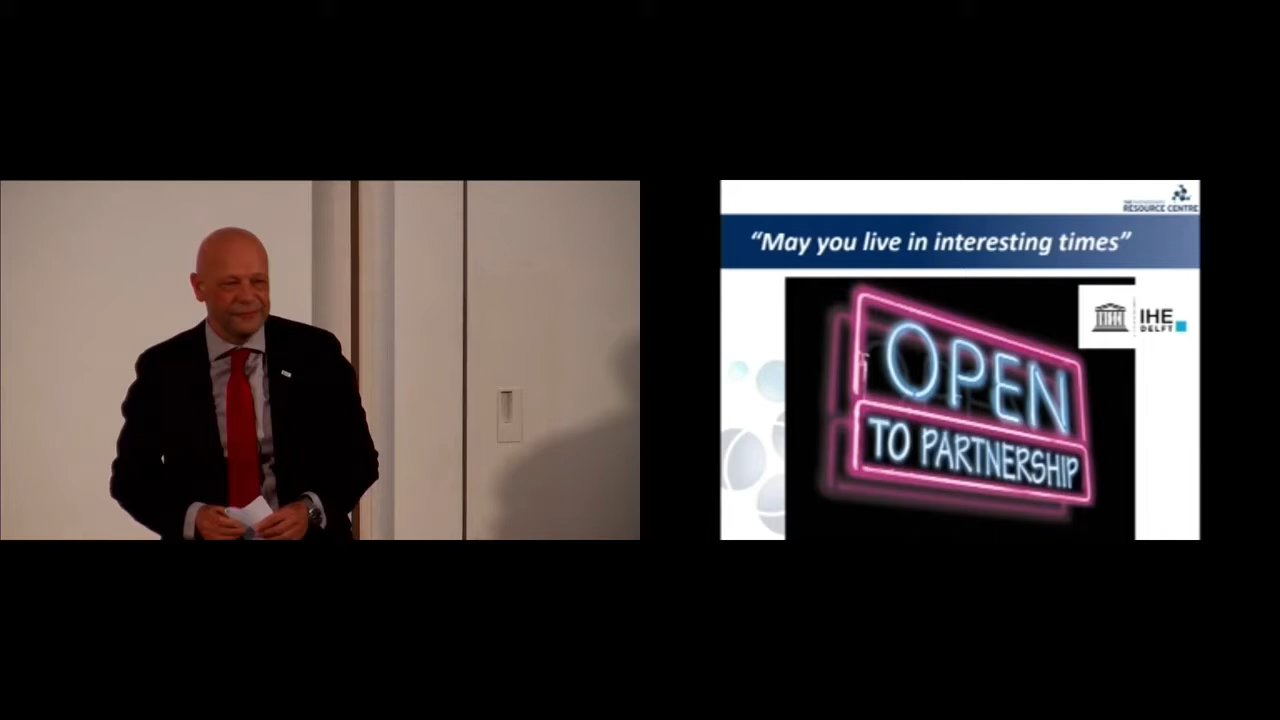 RESOURCE CENTRE
“May you live in interesting times”
IHE
DELFT
OPEN
TO PARTNERSHIP